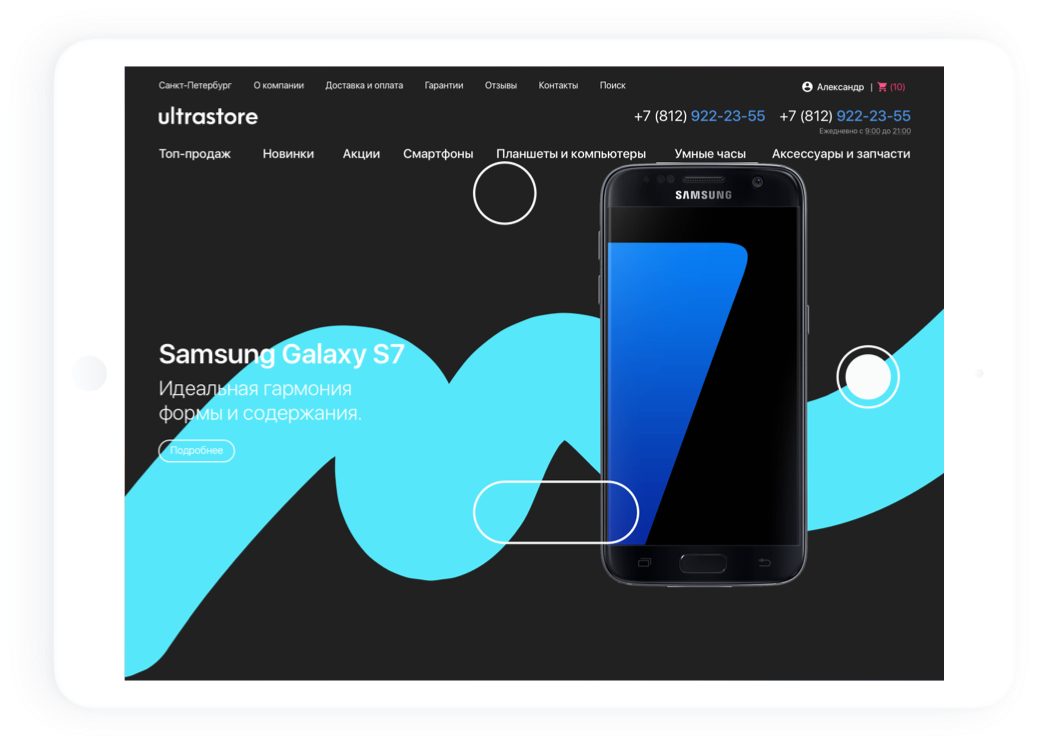 Санкт-Петербург О компании Доставка и оплата Гарантии Отзывы Контакты Поиск Александр | (10)
ultrastore +7 (812) 922-23-55 +7 (812) 922-23-55
Ежедневно с 9:00 до 21:00
Топ-продаж Новинки Акции Смартфоны Планшеты и компьютеры Умные часы Аксессуары и запчасти
SAMSUNG
Samsung Galaxy S7
Идеальная гармония
формы и содержания.
Подробнее